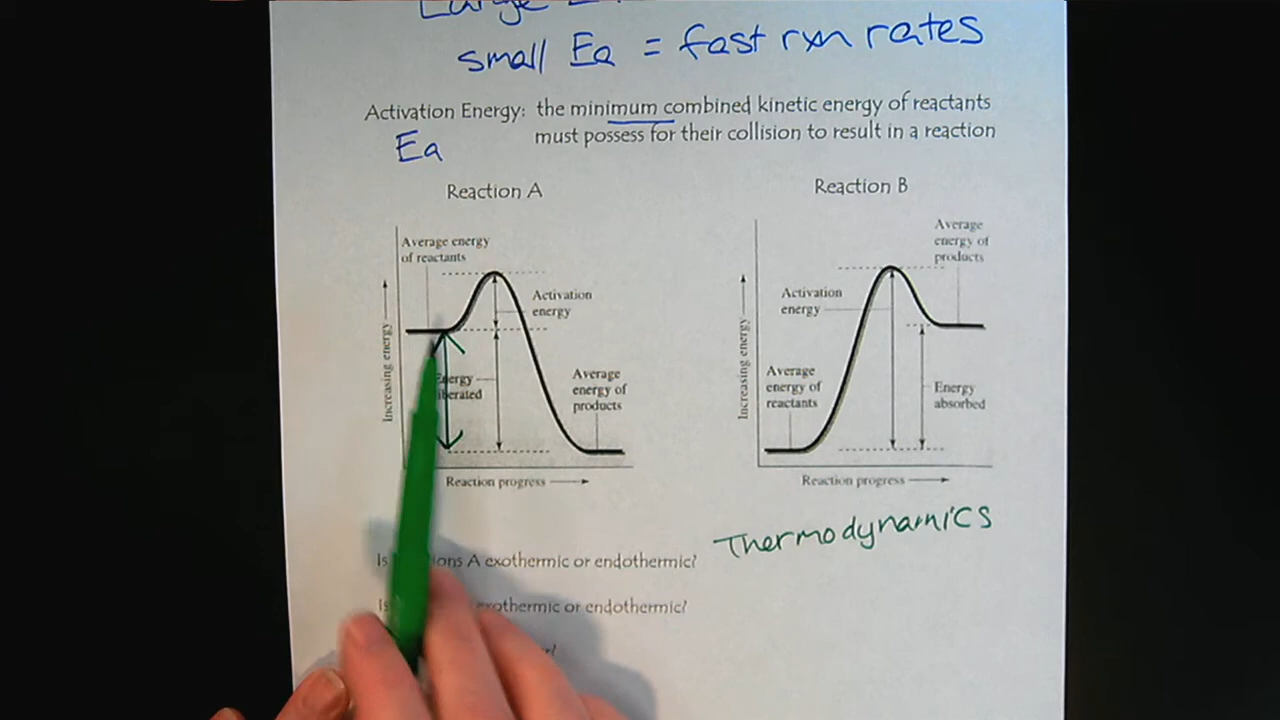 Large
small Ea = fast rxn rates
Activation Energy: the minimum combined kinetic energy of reactants
must possess for their collision to result in a reaction
Ea
Reaction A
Average energy
of reactants
Activation
energy
Average
energy of
products
Increasing energy
Reaction progress
Reaction B
Average
energy of
products
Activation
energy
Average
energy of
reactants
Energy
absorbed
Increasing energy
Reaction progress
Thermodynamics
Is A exothermic or endothermic?
or endothermic?